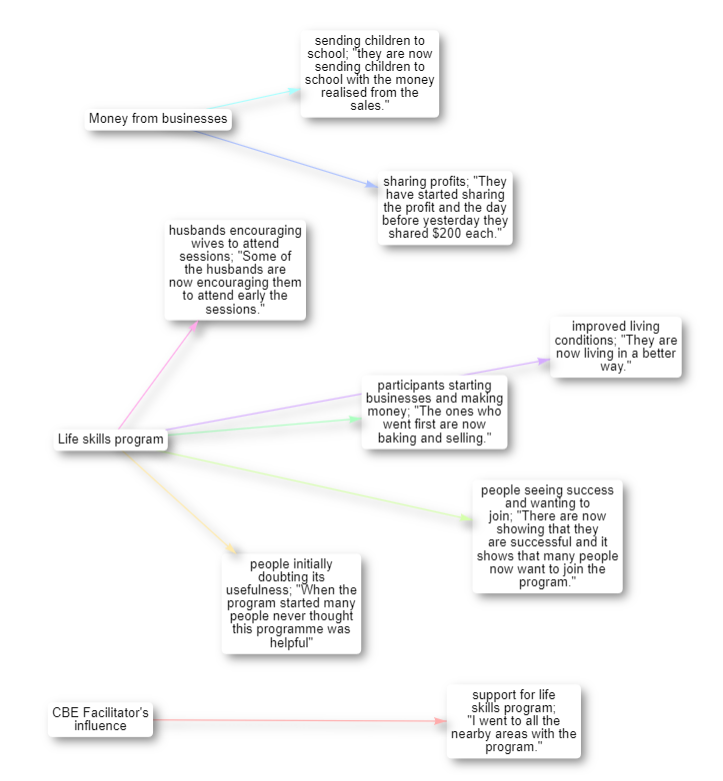 sending children to
school; "they are now
sending children to
school with the money
realised from the
sales."
Money from businesses
sharing profits; "They
have started sharing
the profit and the day
before yesterday they
shared $200 each."
husbands encouraging
wives to attend
sessions; "Some of
the husbands are
now encouraging them
to attend early the
sessions."
improved living
conditions; "They are
now living in a better
way."
participants starting
businesses and making
money; "The ones who
went first are now
baking and selling."
Life skills program
people seeing success
and wanting to
join; "There are now
showing that they
are successful and it
shows that many people
now want to join the
program."
people initially
doubting its
usefulness; "When the
program started many
people never thought
this programme was
helpful"
CBE Facilitator's
influence
support for life
skills program;
"I went to all the
nearby areas with the
program."